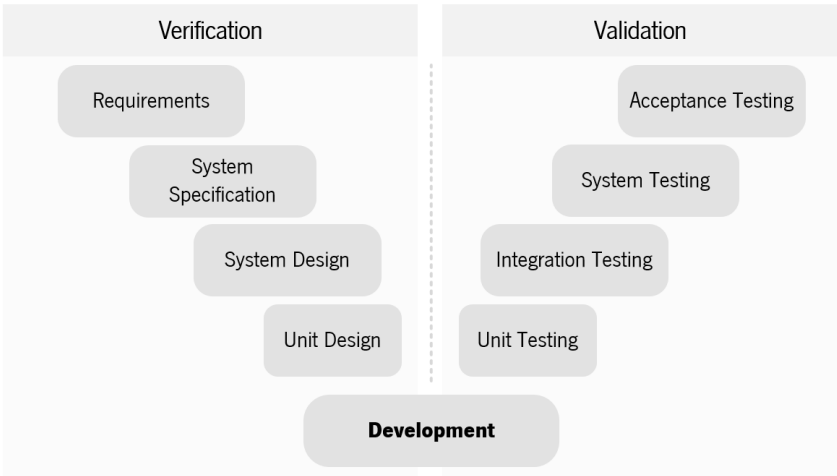 Verification
Validation
Requirements
Acceptance Testing
System
Specification
System Testing
System Design
Integration Testing
Unit Design
Unit Testing
Development